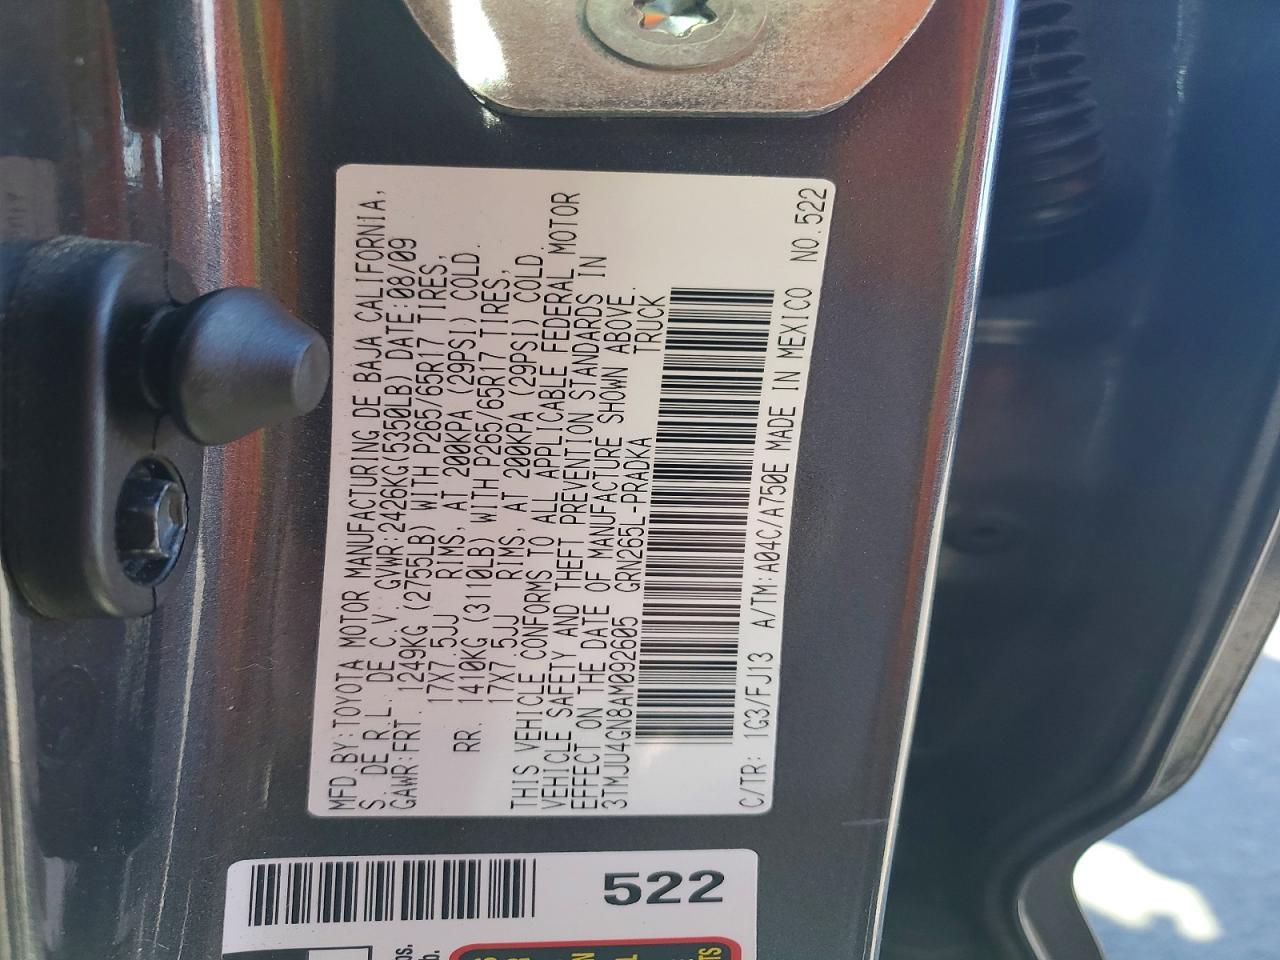 MFD BY:TOYOTA MOTOR MANUFACTURING DE BAJA CALIFORNIA,
S. DE R.L. DE C.V. GVWR:2426KG(5350LB) DATE:08/09
GAWR:FRT. 1249KG (2755LB) WITH P265/65R17 TIRES,
17X7.5JJ RIMS, AT 200KPA (29PSI) COLD.
RR. 1410KG (3110LB) WITH P265/65R17 TIRES,
17X7.5JJ RIMS, AT 200KPA (29PSI) COLD.
THIS VEHICLE CONFORMS TO ALL APPLICABLE FEDERAL MOTOR
VEHICLE SAFETY AND THEFT PREVENTION STANDARDS IN
EFFECT ON THE DATE OF MANUFACTURE SHOWN ABOVE.
3TMJU4GN8AM092605 GRN265L-PRADKA TRUCK
C/TR: 1G3/FJ13 A/TM:A04C/A750E MADE IN MEXICO NO.522
522